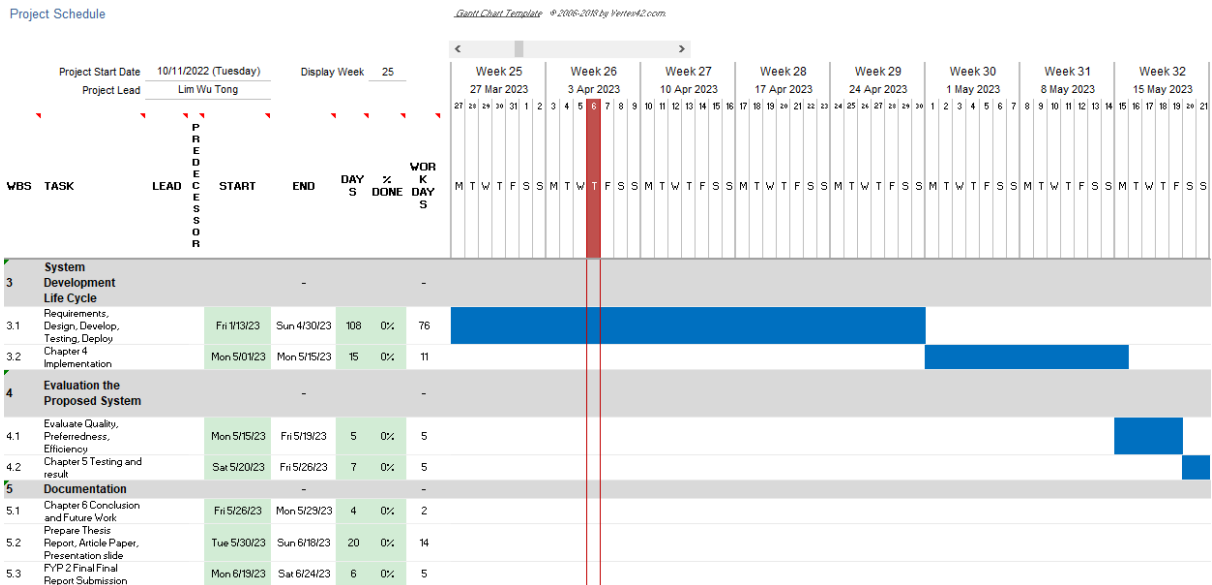 Project Schedule
Gantt Chart Template © 2006-2018 by Vertex42.com.
Project Start Date 10/11/2022 (Tuesday) Display Week 25
Project Lead Lim Wu Tong
Week 25 Week 26 Week 27 Week 28 Week 29 Week 30 Week 31 Week 32
27 Mar 2023 3 Apr 2023 10 Apr 2023 17 Apr 2023 24 Apr 2023 1 May 2023 8 May 2023 15 May 2023
27 28 29 30 31 1 2 3 4 5 6 7 8 9 10 11 12 13 14 15 16 17 18 19 20 21 22 23 24 25 26 27 28 29 30 1 2 3 4 5 6 7 8 9 10 11 12 13 14 15 16 17 18 19 20 21
WBS TASK LEAD PREDECESSOR START END DAYS % DONE WORK DAYS
M T W T F S S M T W T F S S M T W T F S S M T W T F S S M T W T F S S M T W T F S S M T W T F S S M T W T F S S
3 System Development Life Cycle - -
3.1 Requirements, Design, Develop, Testing, Deploy Fri 1/13/23 Sun 4/30/23 108 0% 76
3.2 Chapter 4 Implementation Mon 5/01/23 Mon 5/15/23 15 0% 11
4 Evaluation the Proposed System - -
4.1 Evaluate Quality, Preferredness, Efficiency Mon 5/15/23 Fri 5/19/23 5 0% 5
4.2 Chapter 5 Testing and result Sat 5/20/23 Fri 5/26/23 7 0% 5
5 Documentation - -
5.1 Chapter 6 Conclusion and Future Work Fri 5/26/23 Mon 5/29/23 4 0% 2
5.2 Prepare Thesis Report, Article Paper, Presentation slide Tue 5/30/23 Sun 6/18/23 20 0% 14
5.3 FYP 2 Final Final Report Submission Mon 6/19/23 Sat 6/24/23 6 0% 5